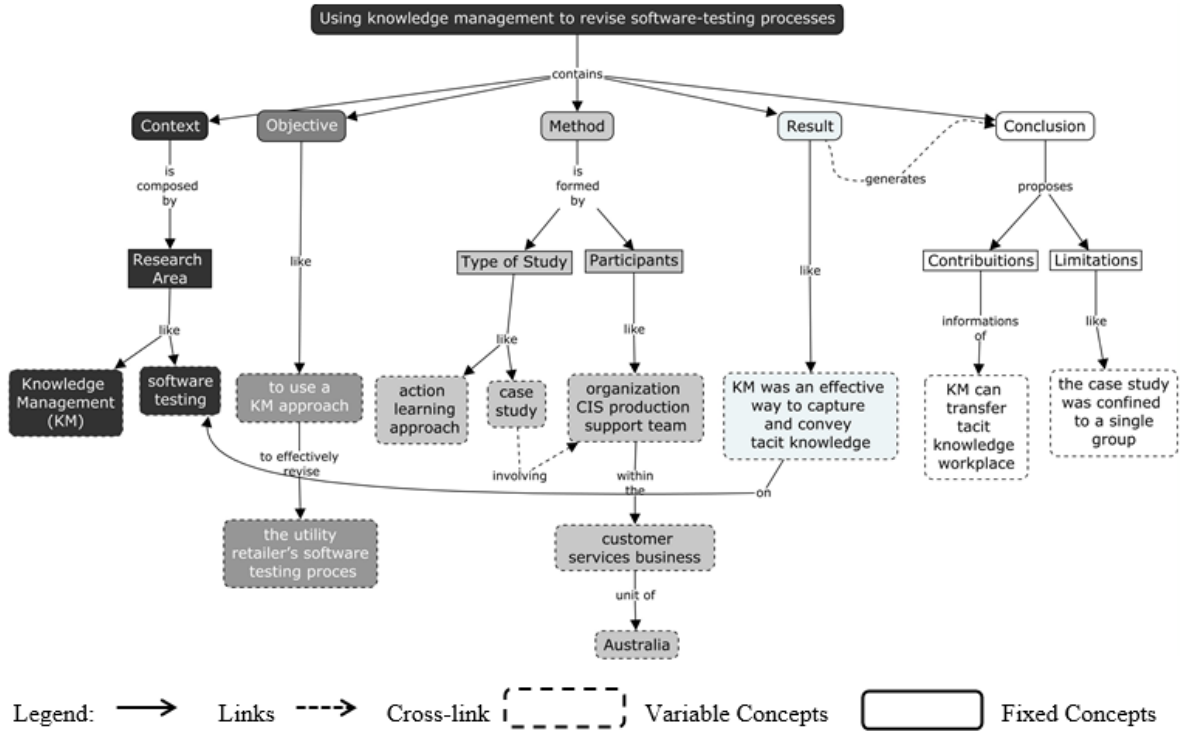 Using knowledge management to revise software-testing processes
contains
Context
Objective
Method
Result
Conclusion
generates
is
composed
by
is
formed
by
proposes
Research
Area
like
Type of Study
Participants
like
Contribuitions
Limitations
like
like
like
informations
of
like
Knowledge
Management
(KM)
software
testing
to use a
KM approach
action
learning
approach
case
study
organization
CIS production
support team
KM was an effective
way to capture
and convey
tacit knowledge
KM can
transfer
tacit
knowledge
workplace
the case study
was confined
to a single
group
to effectively
revise
involving
within
the
on
the utility
retailer's software
testing proces
customer
services business
unit of
Australia
Legend:
Links
Cross-link
Variable Concepts
Fixed Concepts